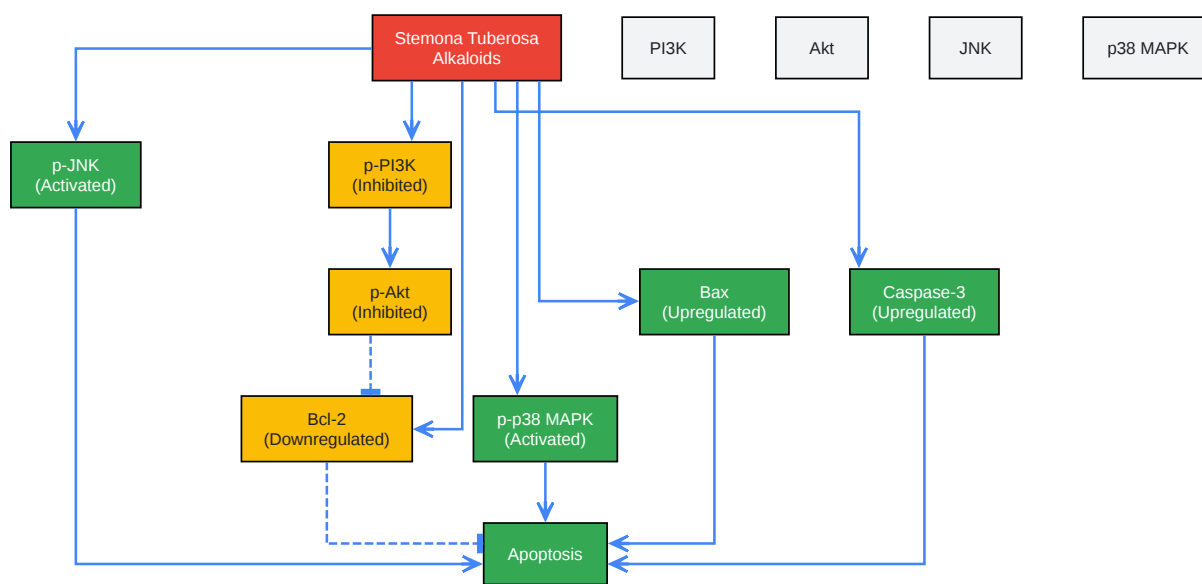 Stemona Tuberosa
Alkaloids
PI3K
Akt
JNK
p38 MAPK
p-JNK
(Activated)
p-PI3K
(Inhibited)
p-Akt
(Inhibited)
Bax
(Upregulated)
Caspase-3
(Upregulated)
Bcl-2
(Downregulated)
p-p38 MAPK
(Activated)
Apoptosis